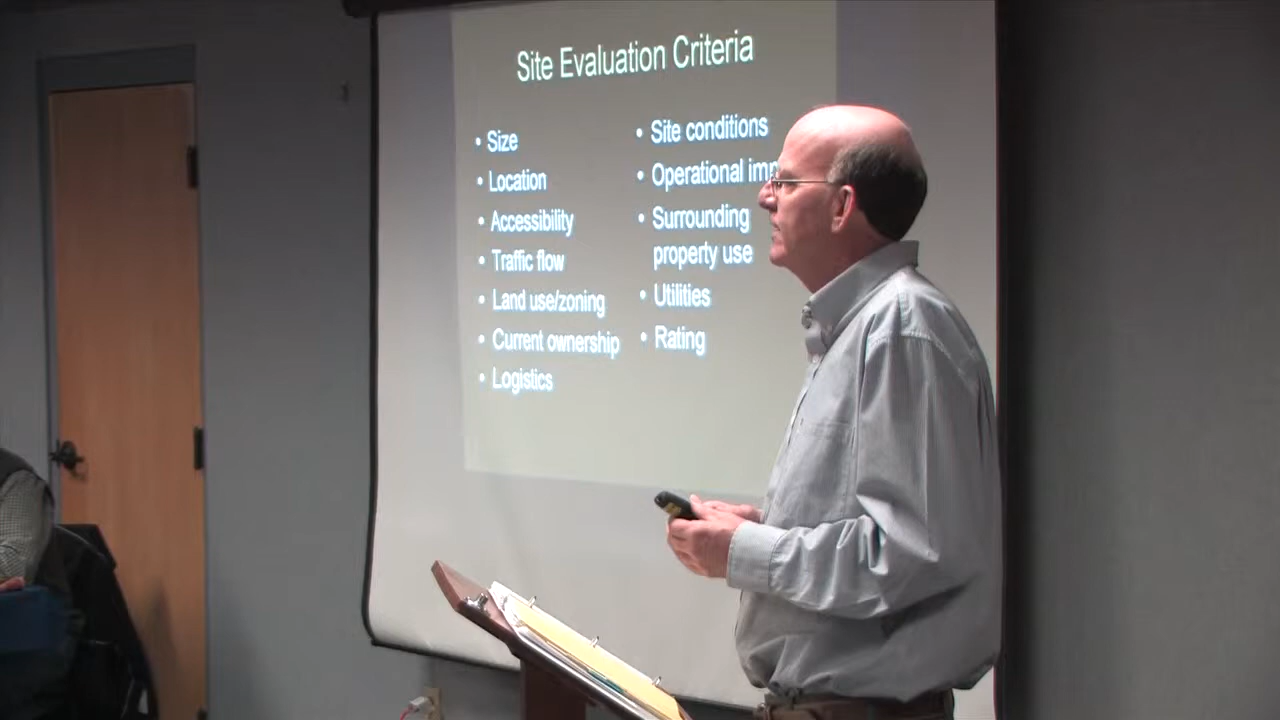 Site Evaluation Criteria
• Size
• Location
• Accessibility
• Traffic flow
• Land use/zoning
• Current ownership
• Logistics
• Site conditions
• Operational
• Surrounding
property use
• Utilities
• Rating